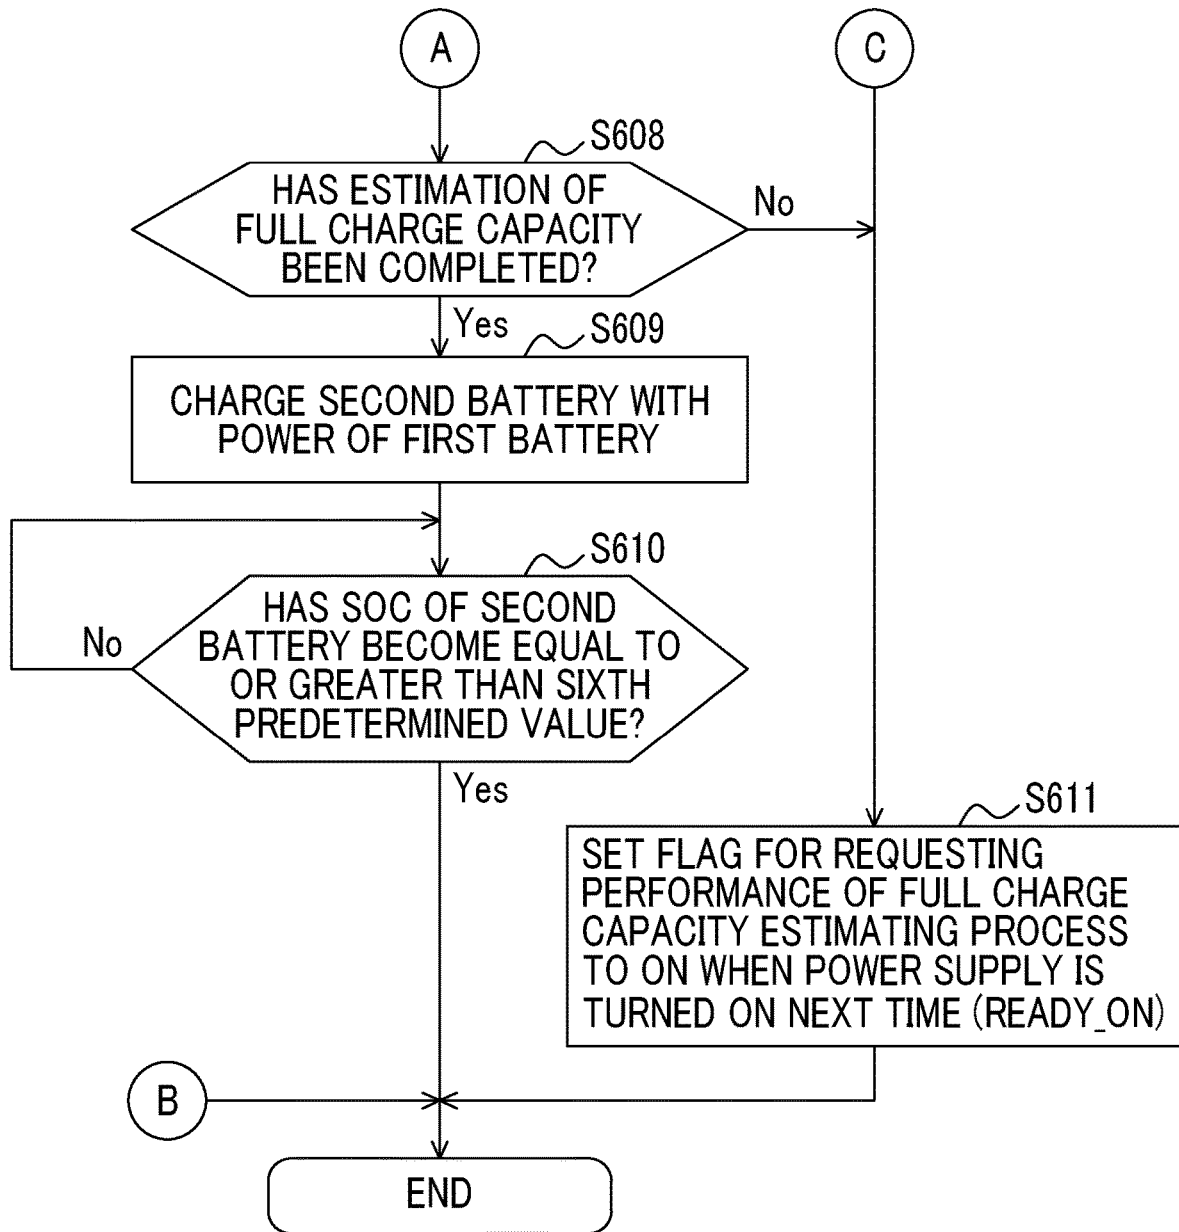 A
C
S608
HAS ESTIMATION OF
FULL CHARGE CAPACITY
BEEN COMPLETED?
No
Yes
S609
CHARGE SECOND BATTERY WITH
POWER OF FIRST BATTERY
S610
HAS SOC OF SECOND
BATTERY BECOME EQUAL TO
OR GREATER THAN SIXTH
PREDETERMINED VALUE?
No
Yes
S611
SET FLAG FOR REQUESTING
PERFORMANCE OF FULL CHARGE
CAPACITY ESTIMATING PROCESS
TO ON WHEN POWER SUPPLY IS
TURNED ON NEXT TIME (READY_ON)
B
END